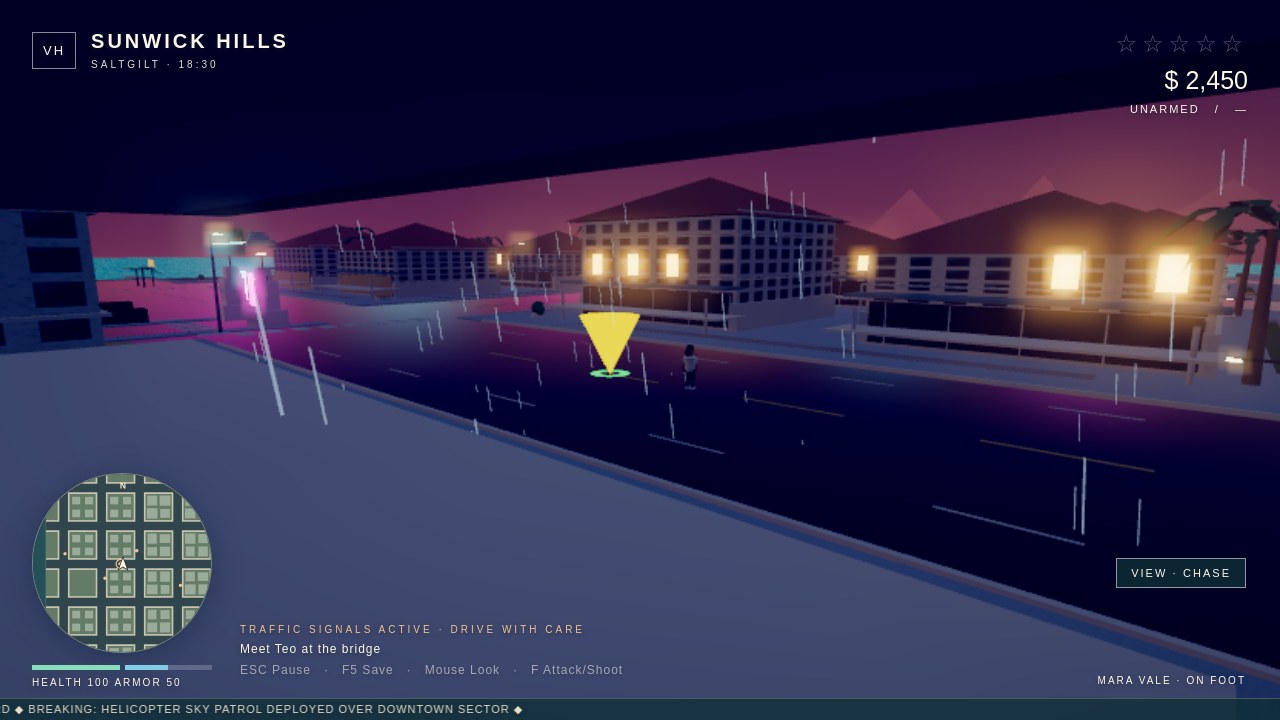 VH
SUNWICK HILLS
SALTGILT · 18:30
$ 2,450
UNARMED / —
N
VIEW · CHASE
TRAFFIC SIGNALS ACTIVE · DRIVE WITH CARE
Meet Teo at the bridge
ESC Pause · F5 Save · Mouse Look · F Attack/Shoot
HEALTH 100 ARMOR 50
MARA VALE · ON FOOT
D ◆ BREAKING: HELICOPTER SKY PATROL DEPLOYED OVER DOWNTOWN SECTOR ◆